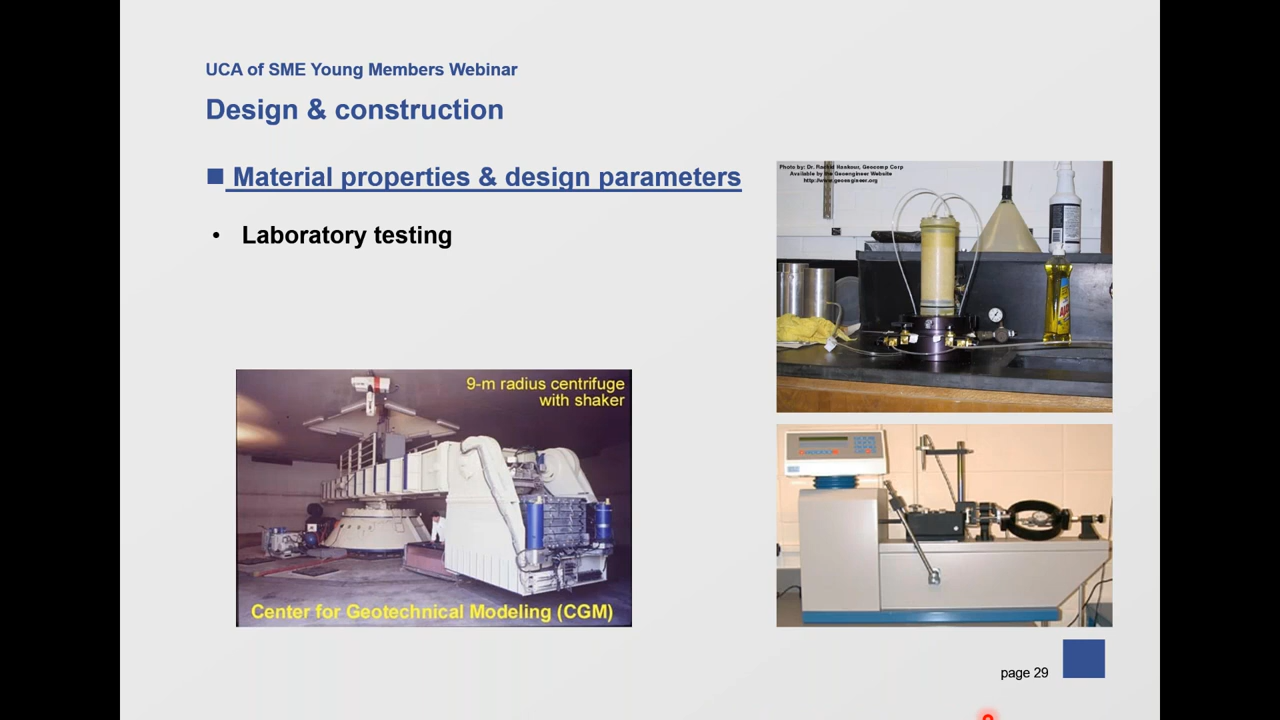 UCA of SME Young Members Webinar
Design & construction
Material properties & design parameters
• Laboratory testing
Photo by: Dr. Rachid Hankour, Geocomp Corp
Available by the Geoengineer Website
http://www.geoengineer.org
9-m radius centrifuge
with shaker
Center for Geotechnical Modeling (CGM)
page 29